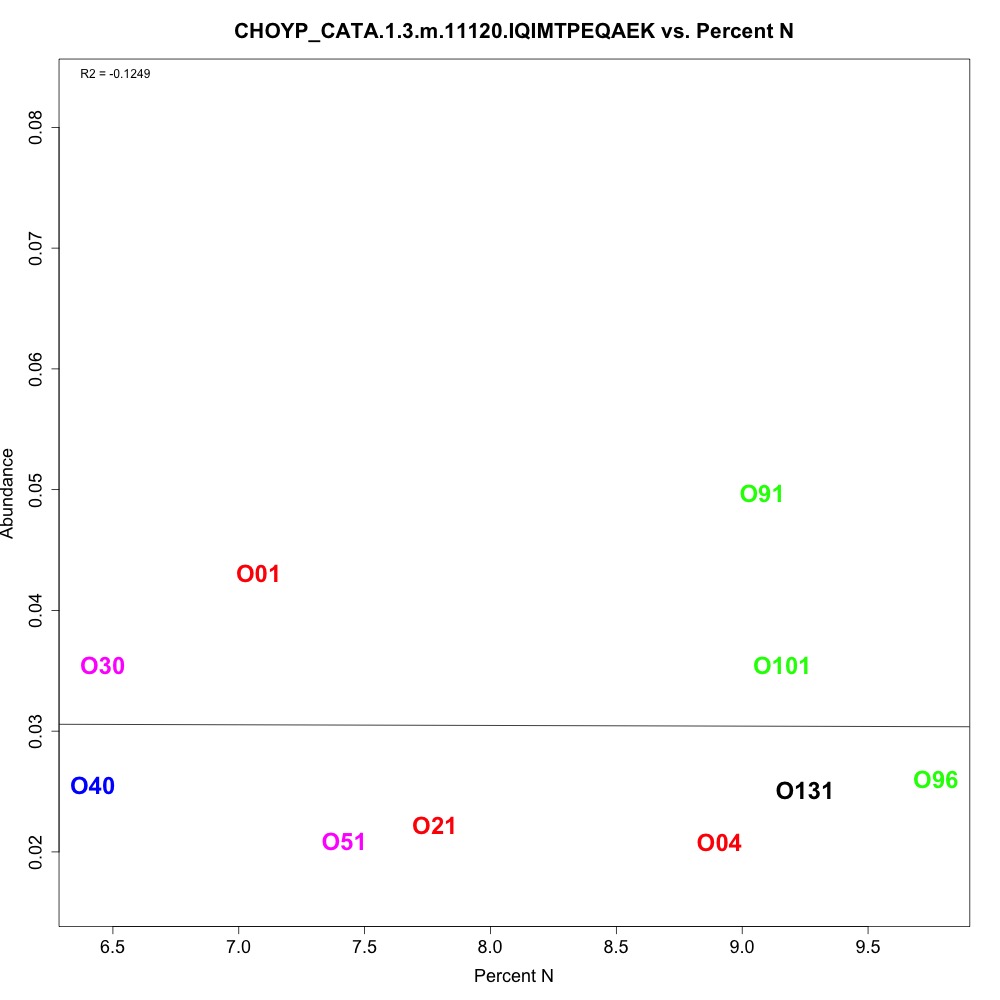 CHOYP_CATA.1.3.m.11120.IQIMTPEQAEK vs. Percent N
R2 = -0.1249
0.08
0.07
0.06
0.05
0.04
0.03
0.02
Abundance
O91
O01
O30
O101
O40
O96
O131
O21
O51
O04
6.5 7.0 7.5 8.0 8.5 9.0 9.5
Percent N